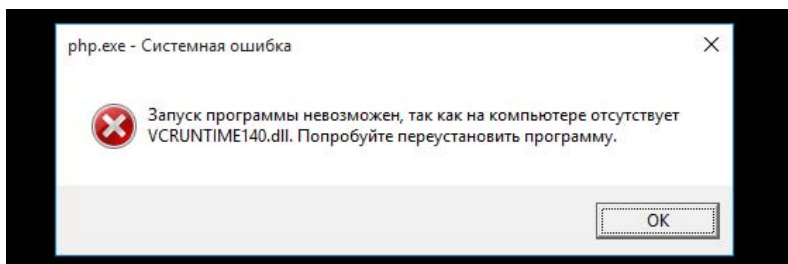 php.exe - Системная ошибка
Запуск программы невозможен, так как на компьютере отсутствует
VCRUNTIME140.dll. Попробуйте переустановить программу.
OK